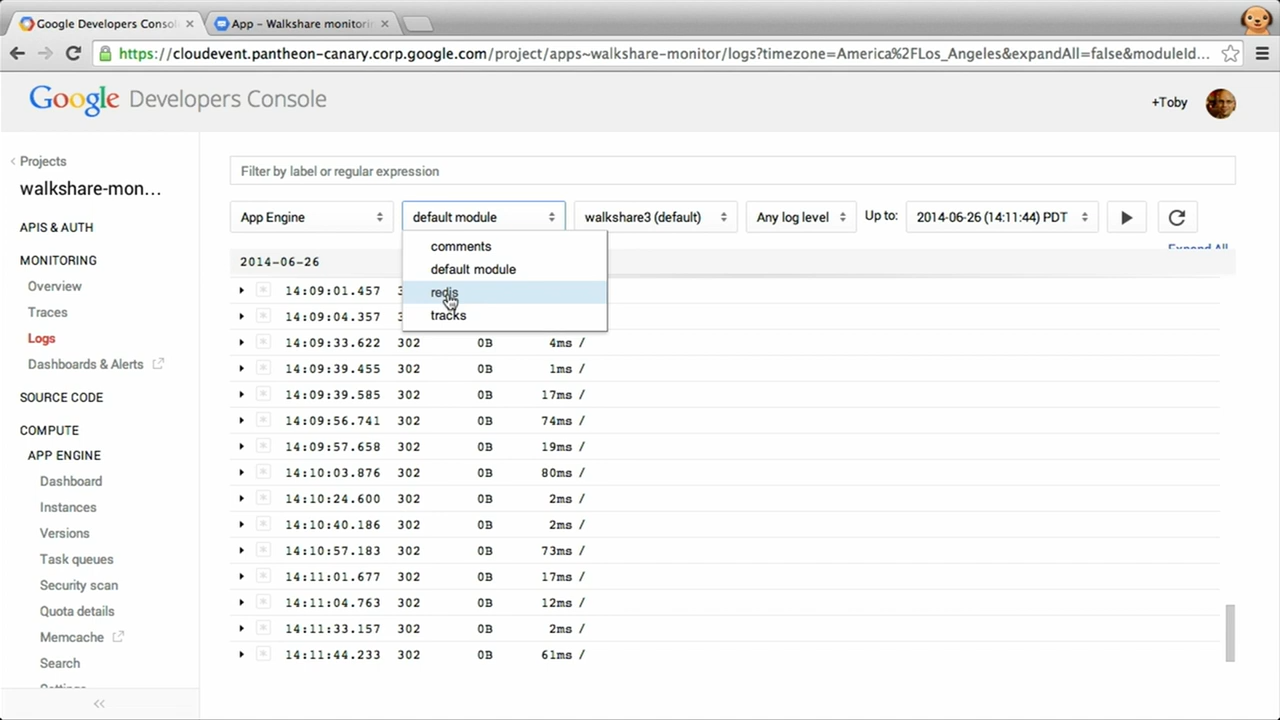 Google Developers Consol
App – Walkshare monitorin
https://cloudevent.pantheon-canary.corp.google.com/project/apps~walkshare-monitor/logs?timezone=America%2FLos_Angeles&expandAll=false&moduleId...
Google Developers Console
+Toby
Projects
walkshare-mon...
APIS & AUTH
MONITORING
Overview
Traces
Logs
Dashboards & Alerts
SOURCE CODE
COMPUTE
APP ENGINE
Dashboard
Instances
Versions
Task queues
Security scan
Quota details
Memcache
Search
Settings
Filter by label or regular expression
App Engine
default module
walkshare3 (default)
Any log level
Up to:
2014-06-26 (14:11:44) PDT
comments
default module
redis
tracks
Expand All
2014-06-26
14:09:01.457 3
14:09:04.357 3
14:09:33.622 302 0B 4ms /
14:09:39.455 302 0B 1ms /
14:09:39.585 302 0B 17ms /
14:09:56.741 302 0B 74ms /
14:09:57.658 302 0B 19ms /
14:10:03.876 302 0B 80ms /
14:10:24.600 302 0B 2ms /
14:10:40.186 302 0B 2ms /
14:10:57.183 302 0B 73ms /
14:11:01.677 302 0B 17ms /
14:11:04.763 302 0B 12ms /
14:11:33.157 302 0B 2ms /
14:11:44.233 302 0B 61ms /